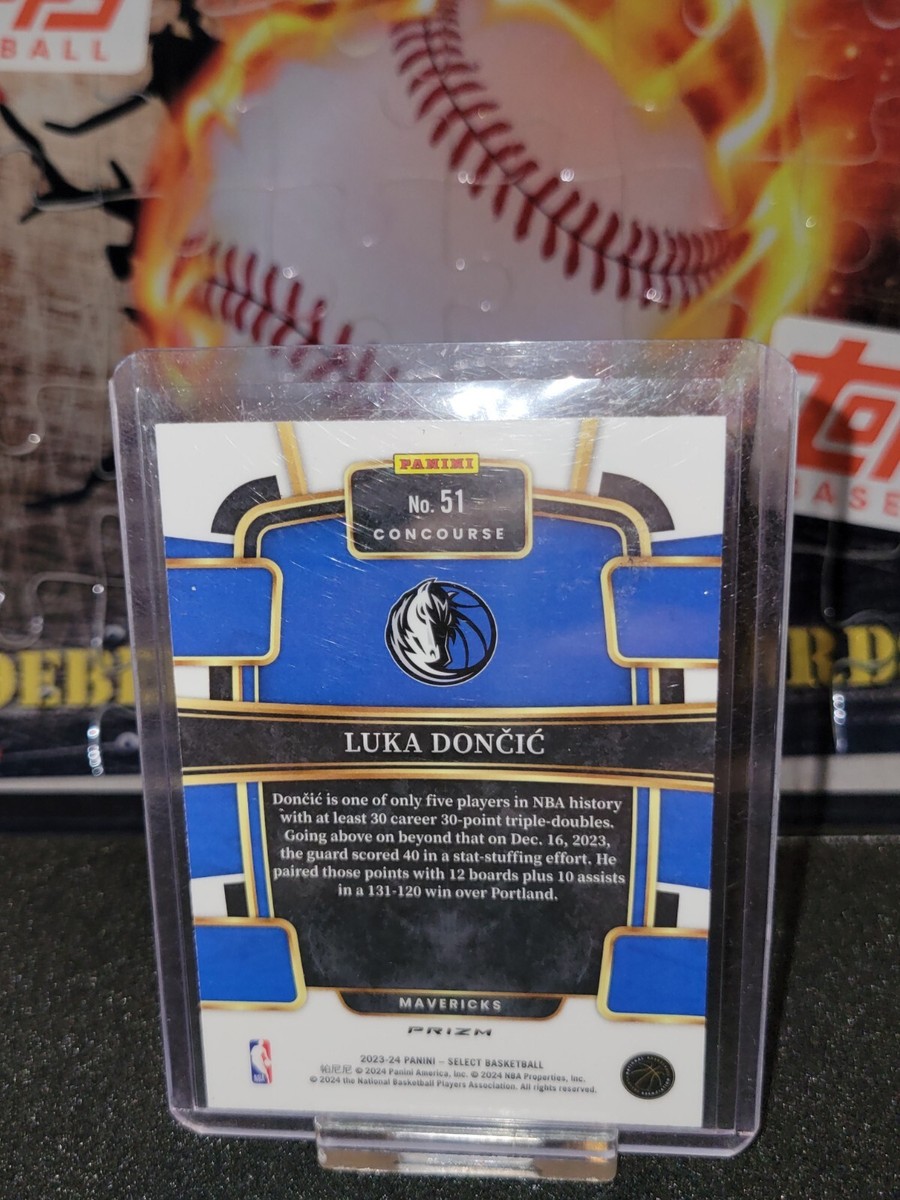 BALL
PANINI
No. 51
CONCOURSE
LUKA DONČIĆ
Dončić is one of only five players in NBA history
with at least 30 career 30-point triple-doubles.
Going above on beyond that on Dec. 16, 2023,
the guard scored 40 in a stat-stuffing effort. He
paired those points with 12 boards plus 10 assists
in a 131-120 win over Portland.
MAVERICKS
PRIZM
2023-24 PANINI – SELECT BASKETBALL
帕尼尼 © 2024 Panini America, Inc. © 2024 NBA Properties, Inc.
© 2024 the National Basketball Players Association. All rights reserved.
NBA